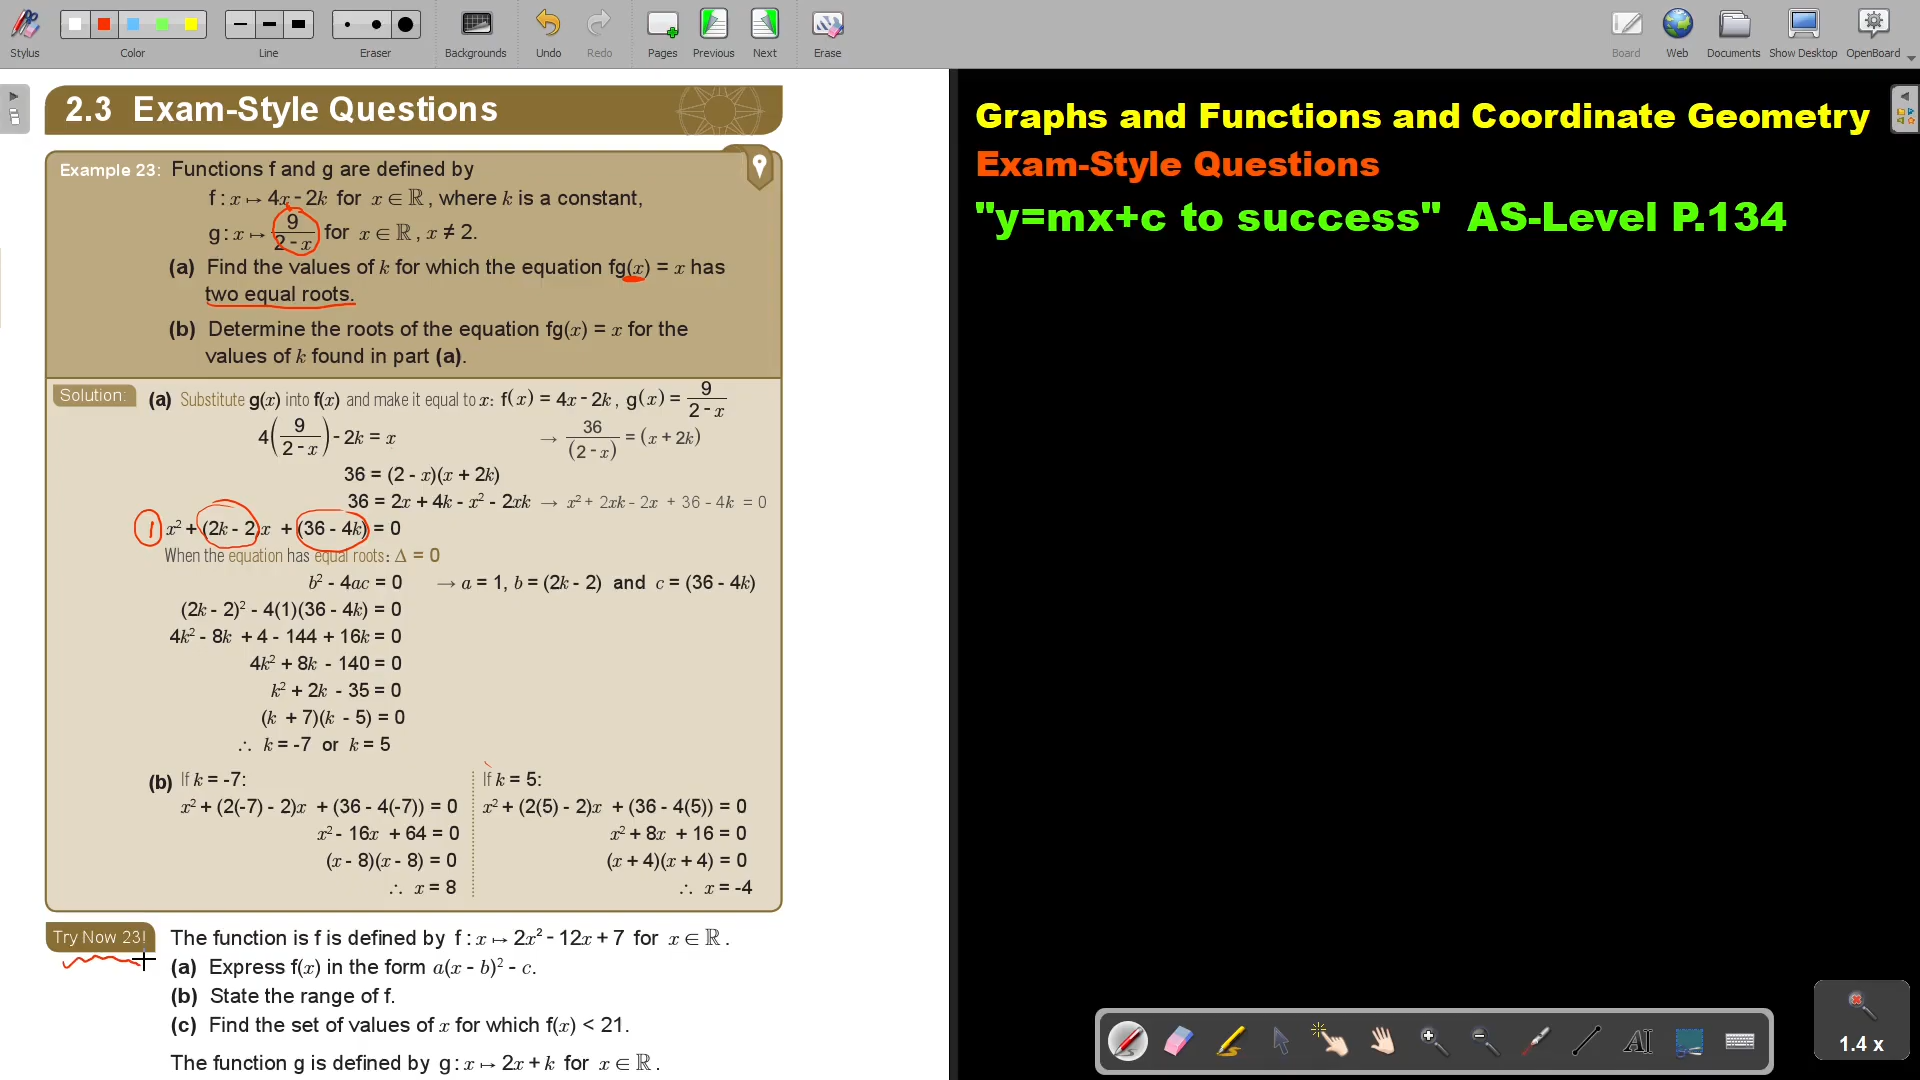 Stylus Color Line Eraser Backgrounds Undo Redo Pages Previous Next Erase Board Web Documents Show Desktop OpenBoard
2.3 Exam-Style Questions
Example 23: Functions f and g are defined by
f : x ↦ 4x - 2k for x ∈ ℝ, where k is a constant,
g : x ↦ 9/(2 - x) for x ∈ ℝ, x ≠ 2.
(a) Find the values of k for which the equation fg(x) = x has
two equal roots.
(b) Determine the roots of the equation fg(x) = x for the
values of k found in part (a).
Solution: (a) Substitute g(x) into f(x) and make it equal to x: f(x) = 4x - 2k, g(x) = 9/(2 - x)
4(9/(2 - x)) - 2k = x → 36/(2 - x) = (x + 2k)
36 = (2 - x)(x + 2k)
36 = 2x + 4k - x² - 2xk → x² + 2xk - 2x + 36 - 4k = 0
1 x² + (2k - 2)x + (36 - 4k) = 0
When the equation has equal roots: Δ = 0
b² - 4ac = 0 → a = 1, b = (2k - 2) and c = (36 - 4k)
(2k - 2)² - 4(1)(36 - 4k) = 0
4k² - 8k + 4 - 144 + 16k = 0
4k² + 8k - 140 = 0
k² + 2k - 35 = 0
(k + 7)(k - 5) = 0
∴ k = -7 or k = 5
(b) If k = -7: If k = 5:
x² + (2(-7) - 2)x + (36 - 4(-7)) = 0 x² + (2(5) - 2)x + (36 - 4(5)) = 0
x² - 16x + 64 = 0 x² + 8x + 16 = 0
(x - 8)(x - 8) = 0 (x + 4)(x + 4) = 0
∴ x = 8 ∴ x = -4
Try Now 23! The function is f is defined by f : x ↦ 2x² - 12x + 7 for x ∈ ℝ.
(a) Express f(x) in the form a(x - b)² - c.
(b) State the range of f.
(c) Find the set of values of x for which f(x) < 21.
The function g is defined by g : x ↦ 2x + k for x ∈ ℝ.
Graphs and Functions and Coordinate Geometry
Exam-Style Questions
"y=mx+c to success" AS-Level P.134
AI
1.4 x